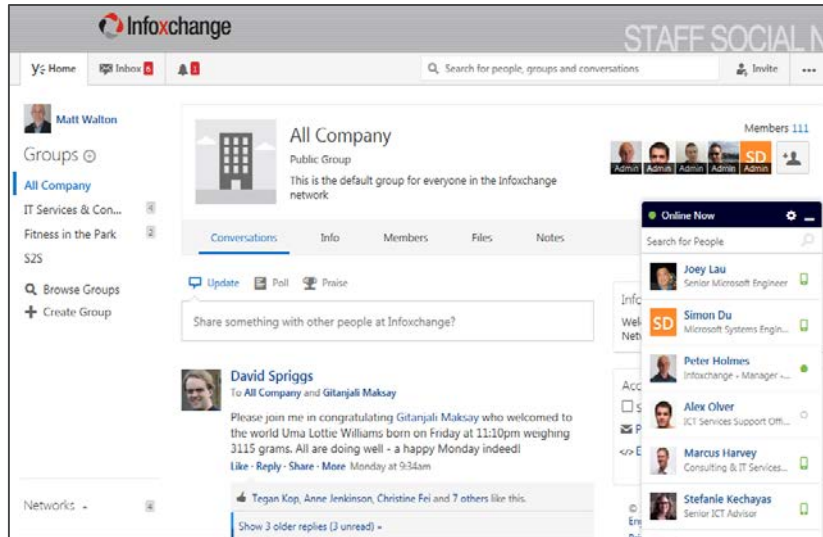 Infoxchange
STAFF SOCIAL N
Home
Inbox 6
1
Search for people, groups and conversations
Invite
Matt Walton
Groups
All Company
IT Services & Con... 4
Fitness in the Park 2
S2S
Browse Groups
Create Group
Networks 4
All Company
Public Group
This is the default group for everyone in the Infoxchange
network
Members 111
Admin Admin Admin Admin SD Admin
Conversations Info Members Files Notes
Update Poll Praise
Share something with other people at Infoxchange?
David Spriggs
To All Company and Gitanjali Maksay
Please join me in congratulating Gitanjali Maksay who welcomed to
the world Uma Lottie Williams born on Friday at 11:10pm weighing
3115 grams. All are doing well - a happy Monday indeed!
Like · Reply · Share · More Monday at 9:34am
Tegan Kop, Anne Jenkinson, Christine Fei and 7 others like this.
Show 3 older replies (3 unread)
Info
Wel
Net
Acc
Online Now
Search for People
Joey Lau
Senior Microsoft Engineer
SD
Simon Du
Microsoft Systems Engin...
Peter Holmes
Infoxchange - Manager -...
Alex Olver
ICT Services Support Offi...
Marcus Harvey
Consulting & IT Services...
Stefanie Kechayas
Senior ICT Advisor